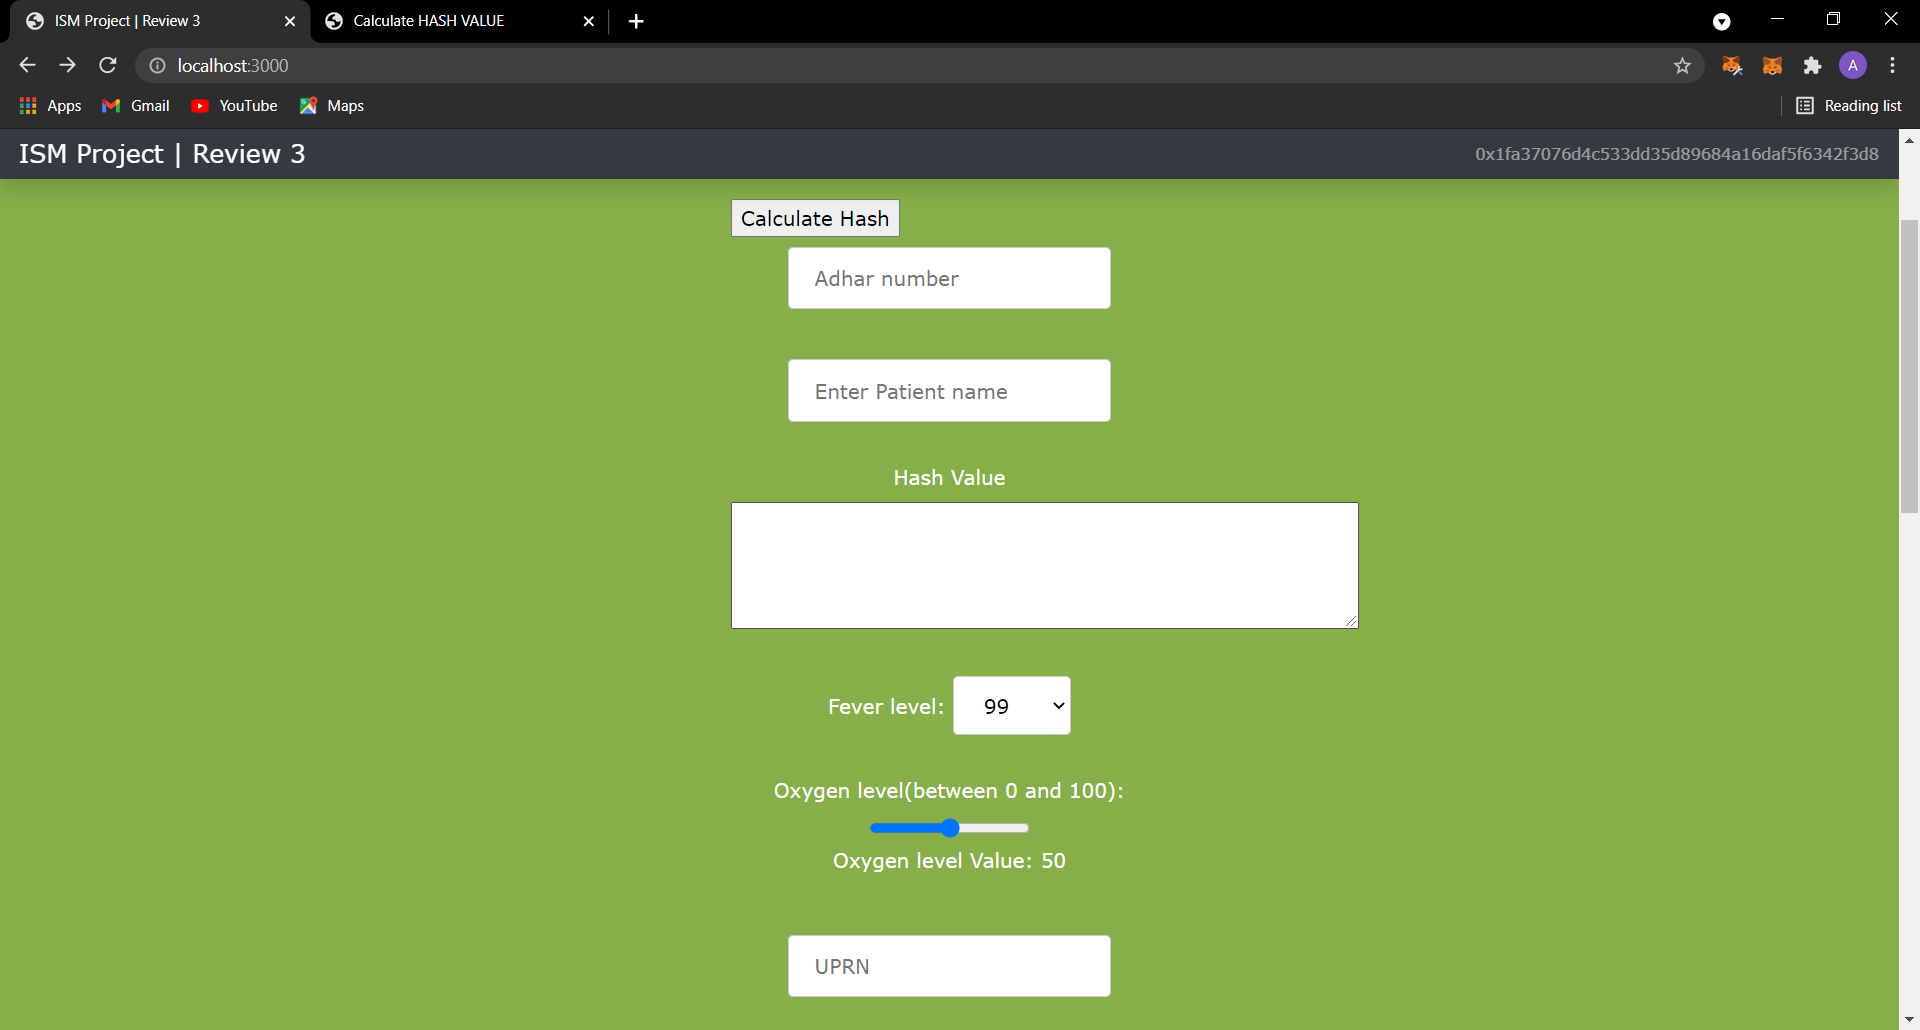 ISM Project | Review 3
Calculate HASH VALUE
localhost:3000
A
Apps
Gmail
YouTube
Maps
Reading list
ISM Project | Review 3
0x1fa37076d4c533dd35d89684a16daf5f6342f3d8
Calculate Hash
Adhar number
Enter Patient name
Hash Value
Fever level: 99
Oxygen level(between 0 and 100):
Oxygen level Value: 50
UPRN